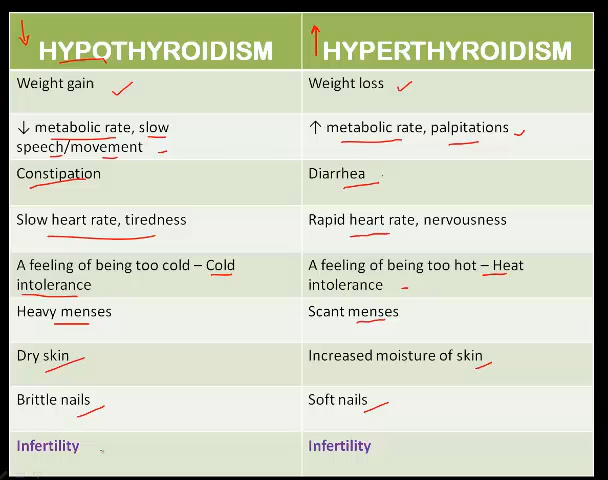 ↓ HYPOTHYROIDISM
↑ HYPERTHYROIDISM
Weight gain
Weight loss
↓ metabolic rate, slow
speech/movement
↑ metabolic rate, palpitations
Constipation
Diarrhea
Slow heart rate, tiredness
Rapid heart rate, nervousness
A feeling of being too cold – Cold
intolerance
A feeling of being too hot – Heat
intolerance
Heavy menses
Scant menses
Dry skin
Increased moisture of skin
Brittle nails
Soft nails
Infertility
Infertility